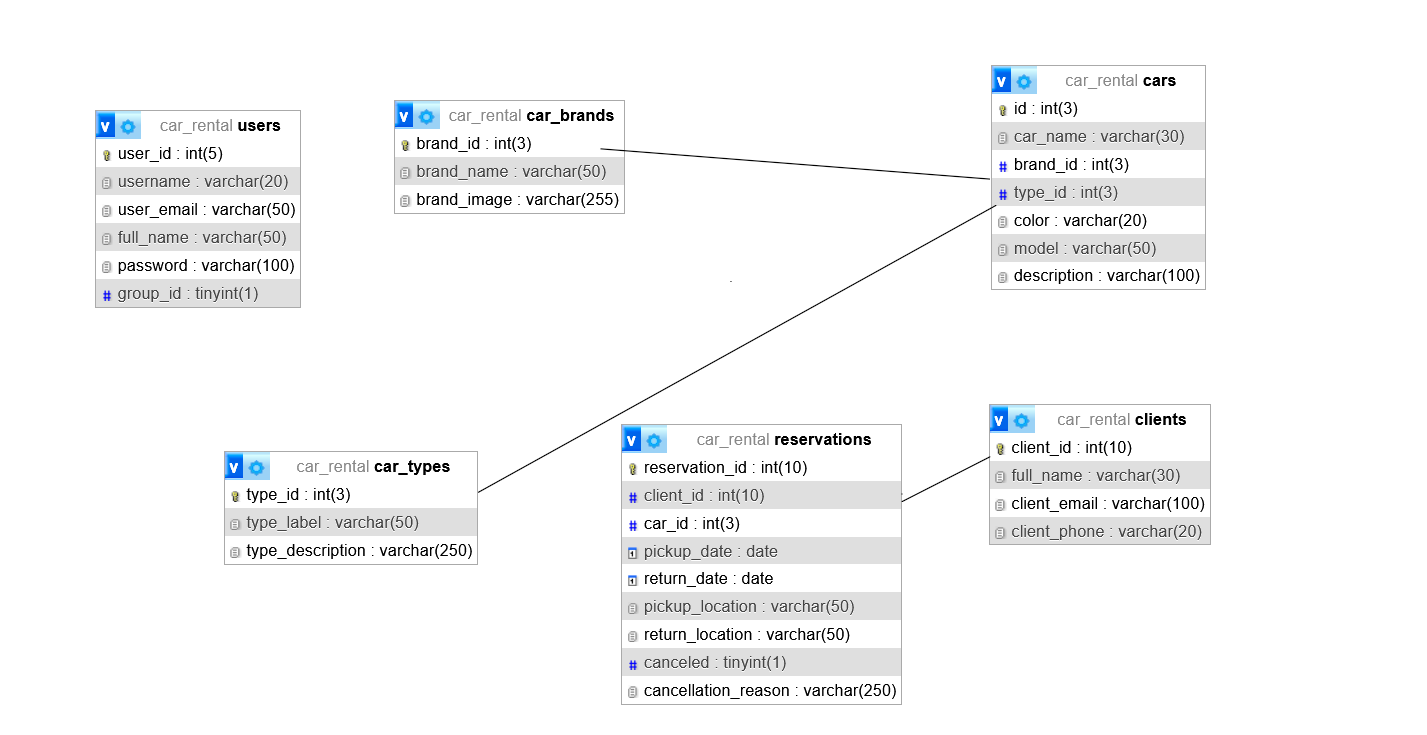 car_rental users
user_id : int(5)
username : varchar(20)
user_email : varchar(50)
full_name : varchar(50)
password : varchar(100)
group_id : tinyint(1)
car_rental car_brands
brand_id : int(3)
brand_name : varchar(50)
brand_image : varchar(255)
car_rental cars
id : int(3)
car_name : varchar(30)
brand_id : int(3)
type_id : int(3)
color : varchar(20)
model : varchar(50)
description : varchar(100)
car_rental car_types
type_id : int(3)
type_label : varchar(50)
type_description : varchar(250)
car_rental reservations
reservation_id : int(10)
client_id : int(10)
car_id : int(3)
pickup_date : date
return_date : date
pickup_location : varchar(50)
return_location : varchar(50)
canceled : tinyint(1)
cancellation_reason : varchar(250)
car_rental clients
client_id : int(10)
full_name : varchar(30)
client_email : varchar(100)
client_phone : varchar(20)